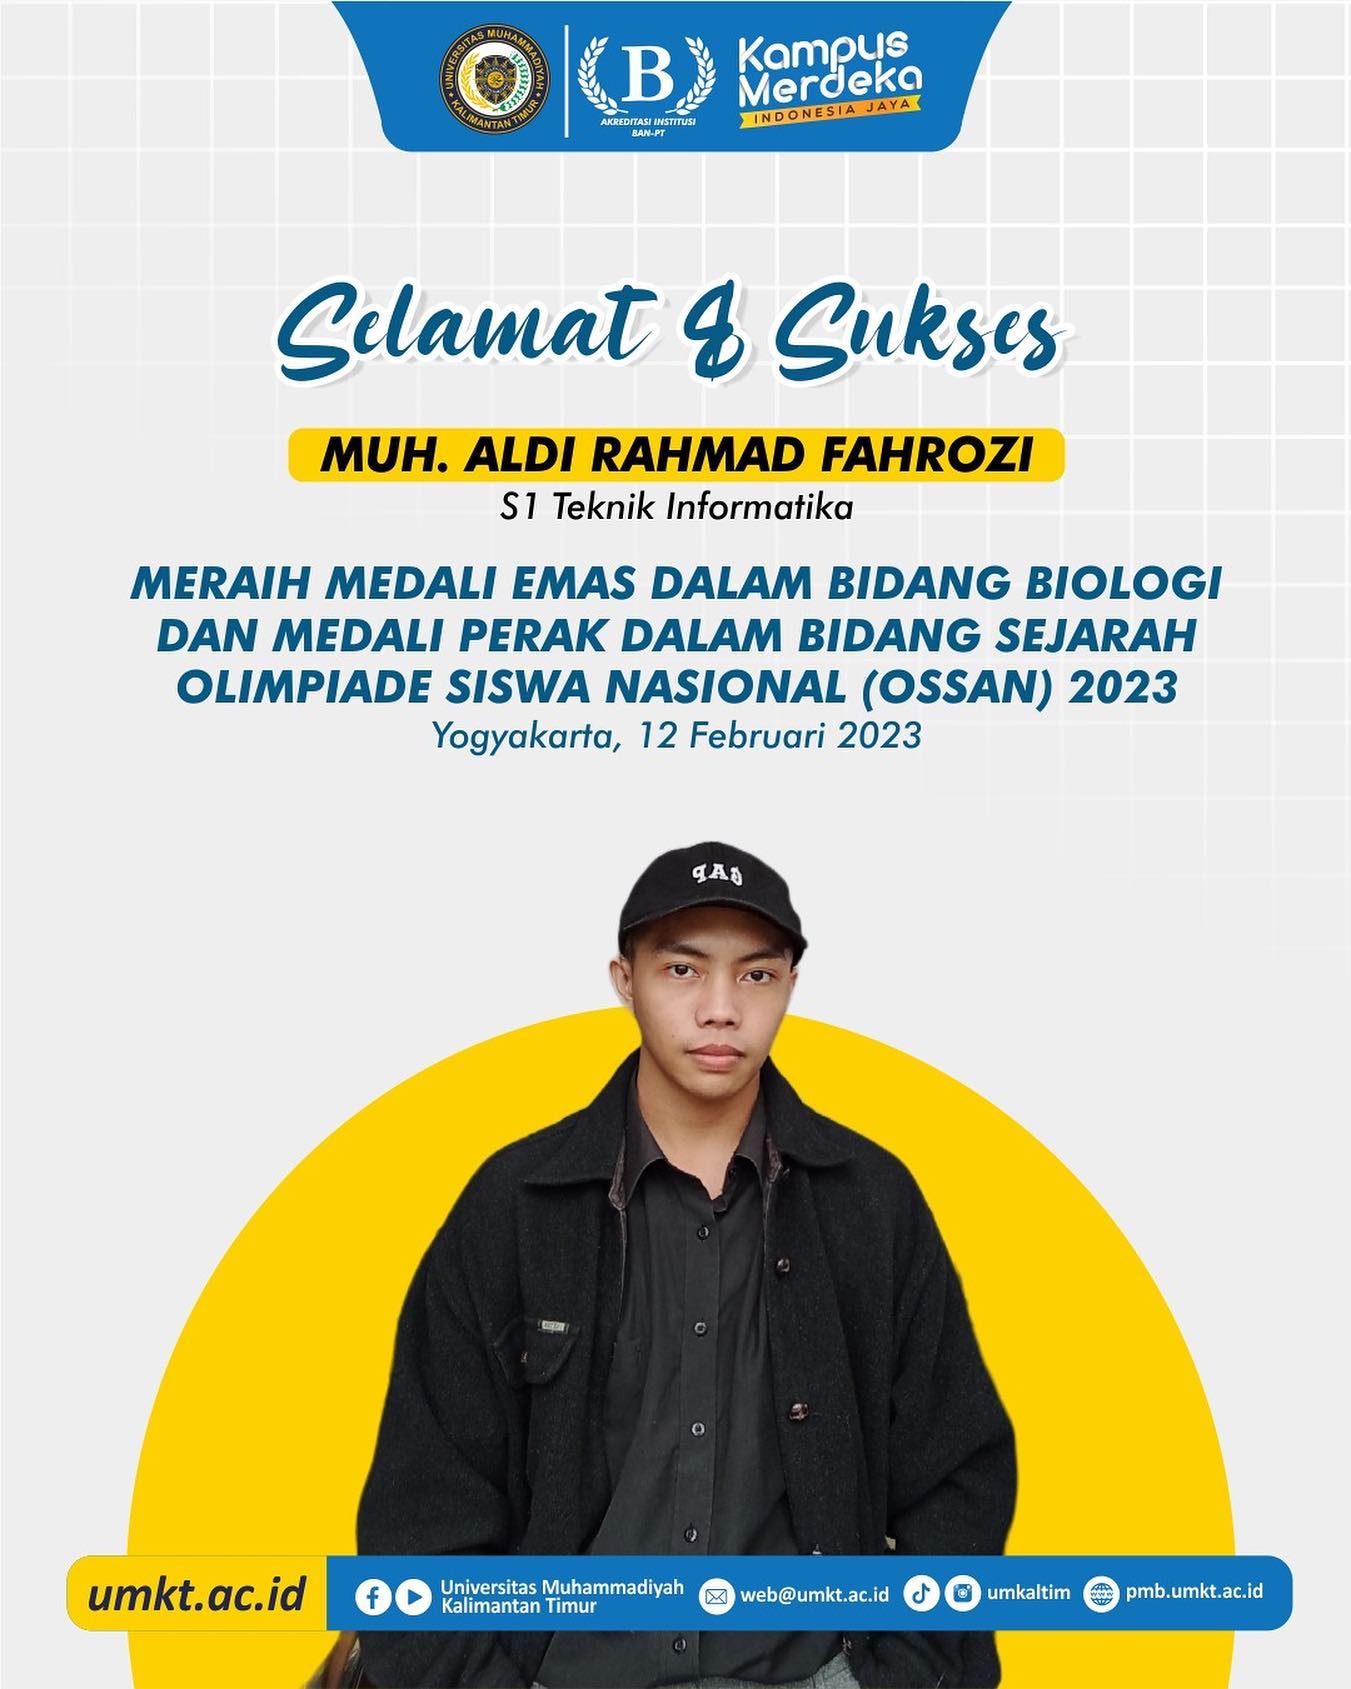 UNIVERSITAS MUHAMMADIYAH
KALIMANTAN TIMUR
B
AKREDITASI INSTITUSI
BAN-PT
Kampus
Merdeka
INDONESIA JAYA
Selamat & Sukses
MUH. ALDI RAHMAD FAHROZI
S1 Teknik Informatika
MERAIH MEDALI EMAS DALAM BIDANG BIOLOGI
DAN MEDALI PERAK DALAM BIDANG SEJARAH
OLIMPIADE SISWA NASIONAL (OSSAN) 2023
Yogyakarta, 12 Februari 2023
GAP
umkt.ac.id
Universitas Muhammadiyah
Kalimantan Timur
web@umkt.ac.id
umkaltim
pmb.umkt.ac.id